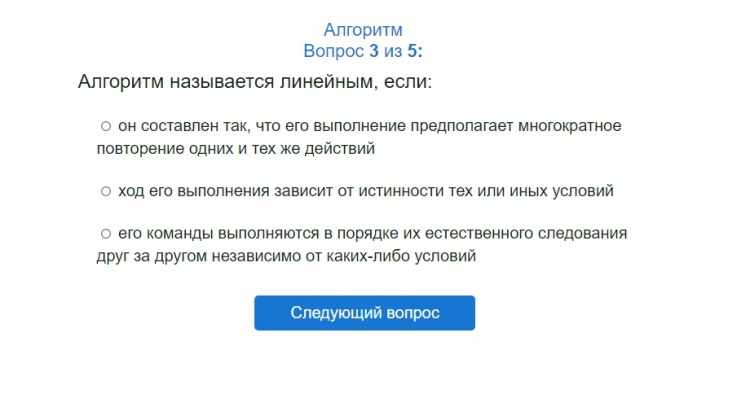 Алгоритм
Вопрос 3 из 5:
Алгоритм называется линейным, если:
он составлен так, что его выполнение предполагает многократное
повторение одних и тех же действий
ход его выполнения зависит от истинности тех или иных условий
его команды выполняются в порядке их естественного следования
друг за другом независимо от каких-либо условий
Следующий вопрос